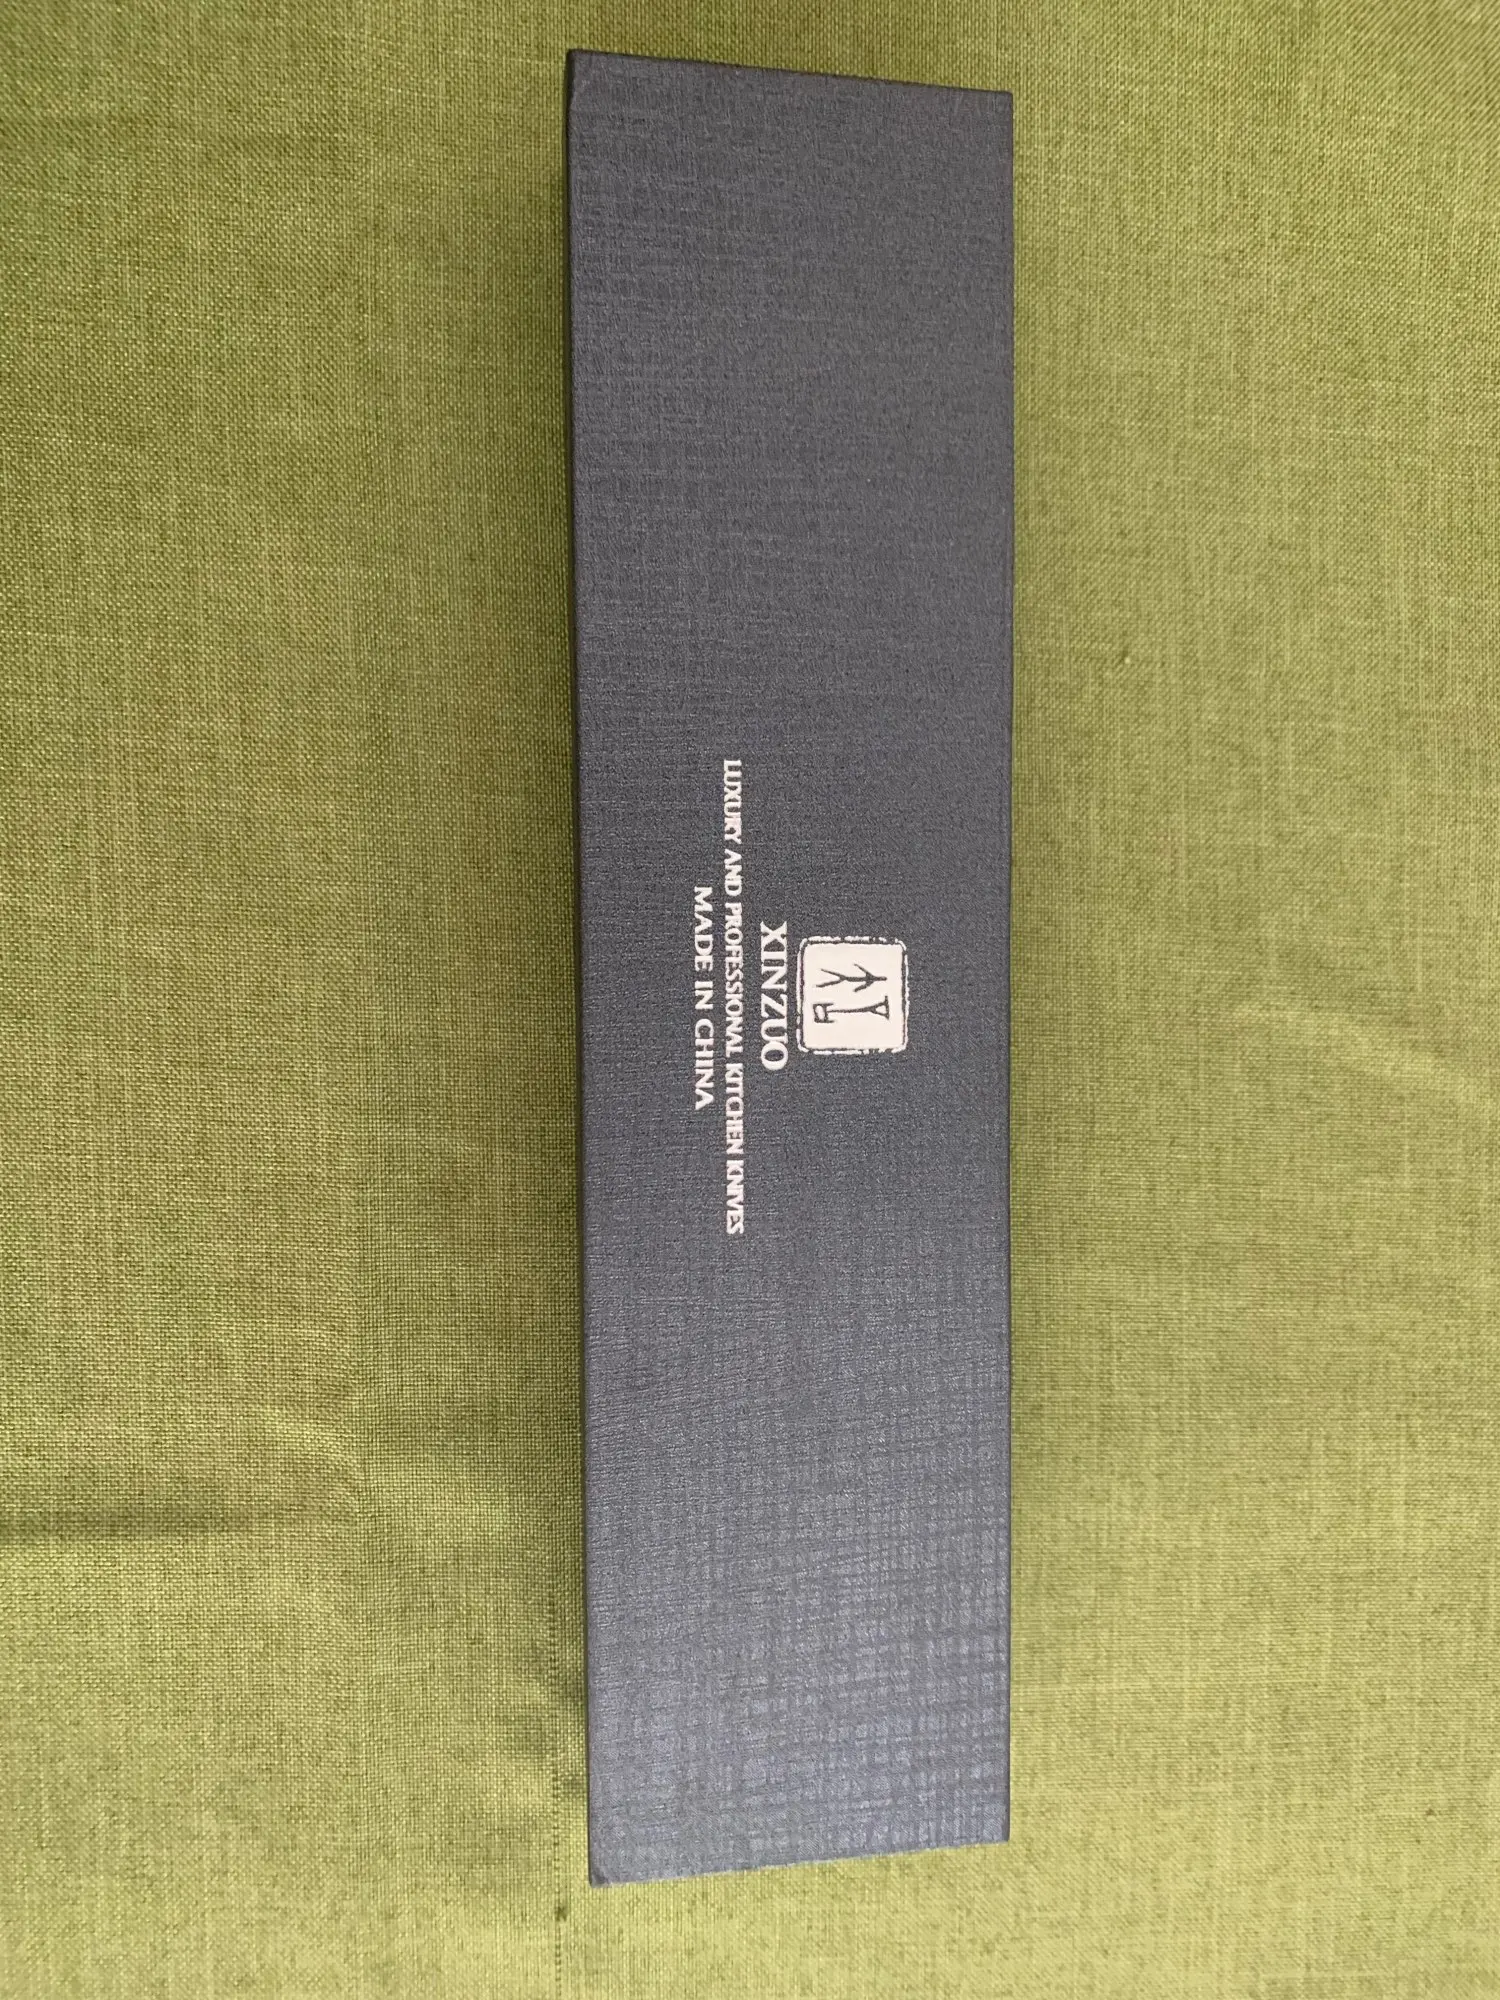 XINZUO
LUXURY AND PROFESSIONAL KITCHEN KNIVES
MADE IN CHINA